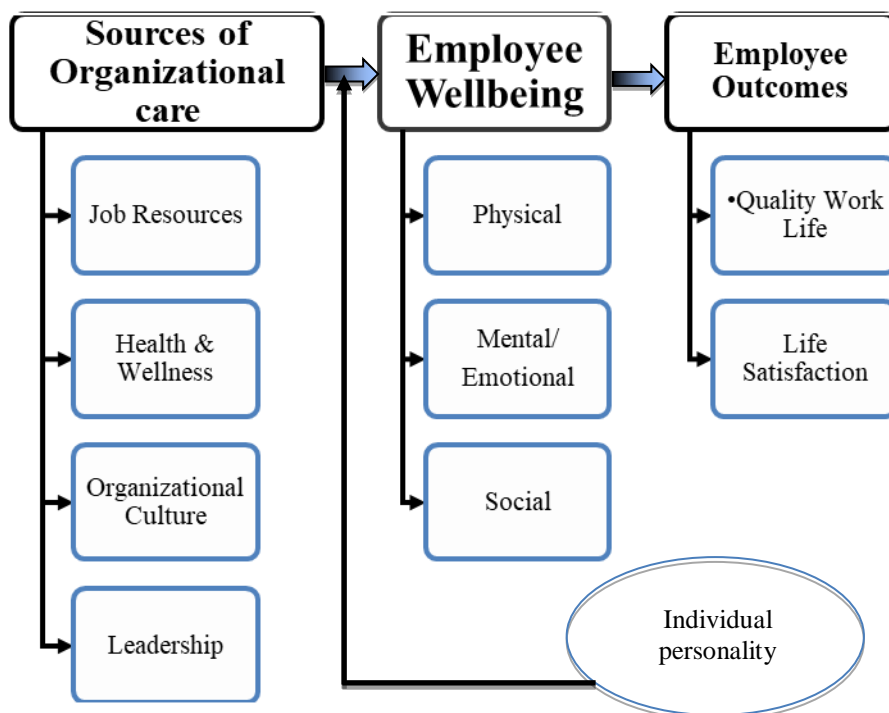 Sources of
Organizational
care
Job Resources
Health &
Wellness
Organizational
Culture
Leadership
Employee
Wellbeing
Physical
Mental/
Emotional
Social
Employee
Outcomes
•Quality Work
Life
Life
Satisfaction
Individual
personality